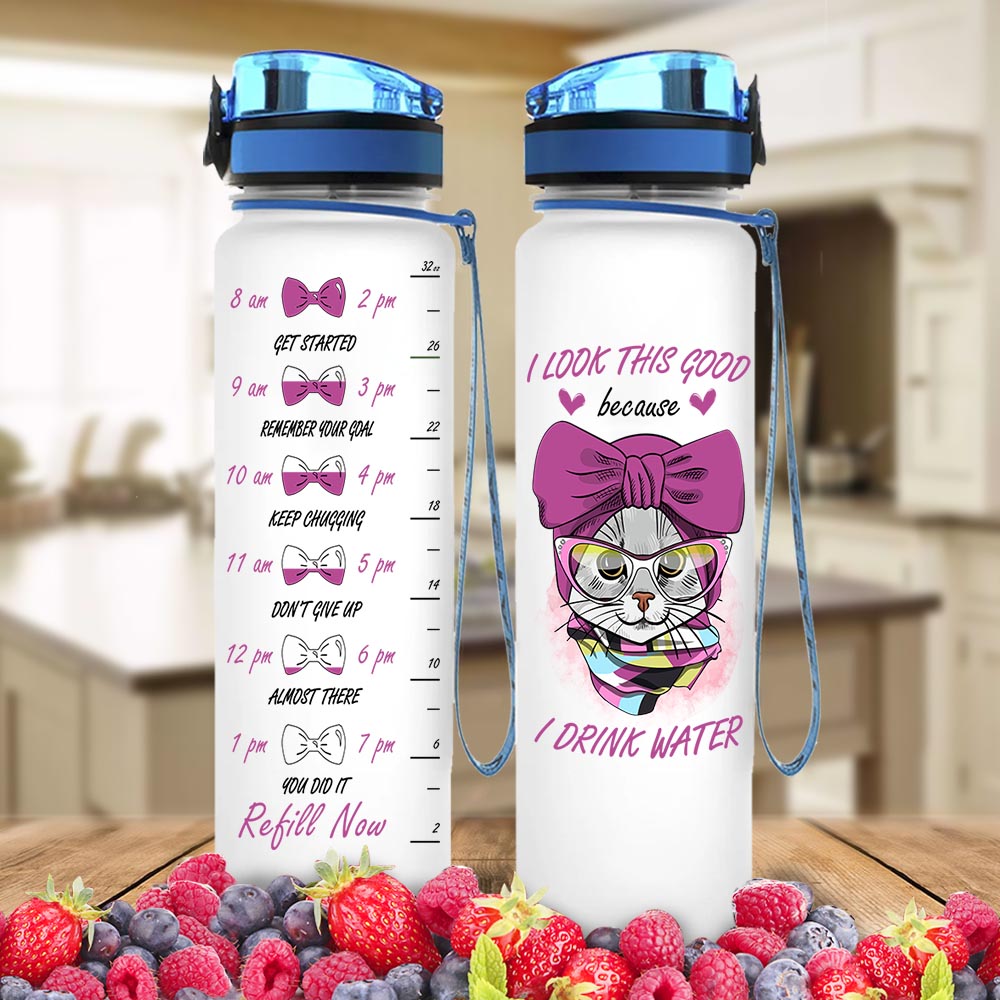 32 oz
8 am 2 pm
GET STARTED
26
9 am 3 pm
REMEMBER YOUR GOAL
22
10 am 4 pm
KEEP CHUGGING
18
11 am 5 pm
DON'T GIVE UP
14
12 pm 6 pm
10
ALMOST THERE
1 pm 7 pm
6
YOU DID IT
Refill Now
2
I LOOK THIS GOOD
because
I DRINK WATER